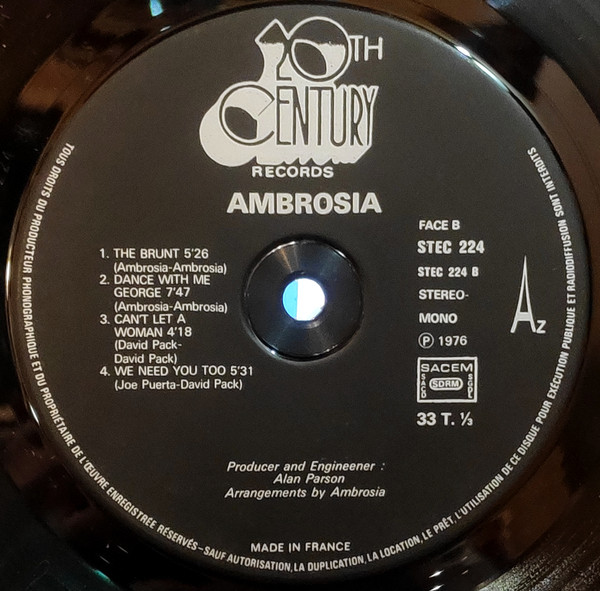 20TH
CENTURY
RECORDS
AMBROSIA
FACE B
STEC 224
STEC 224 B
STEREO-
MONO
Ⓟ 1976
SACEM
SACD
SDRM
SGDL
33 T. ⅓
Az
1. THE BRUNT 5'26
(Ambrosia-Ambrosia)
2. DANCE WITH ME
GEORGE 7'47
(Ambrosia-Ambrosia)
3. CAN'T LET A
WOMAN 4'18
(David Pack-
David Pack)
4. WE NEED YOU TOO 5'31
(Joe Puerta-David Pack)
Producer and Engineener :
Alan Parson
Arrangements by Ambrosia
MADE IN FRANCE
TOUS DROITS DU PRODUCTEUR PHONOGRAPHIQUE ET DU PROPRIÉTAIRE DE L'ŒUVRE ENREGISTRÉE RÉSERVÉS-SAUF AUTORISATION, LA DUPLICATION, LA LOCATION, LE PRÊT, L'UTILISATION DE CE DISQUE POUR EXÉCUTION PUBLIQUE ET RADIODIFFUSION SONT INTERDITS